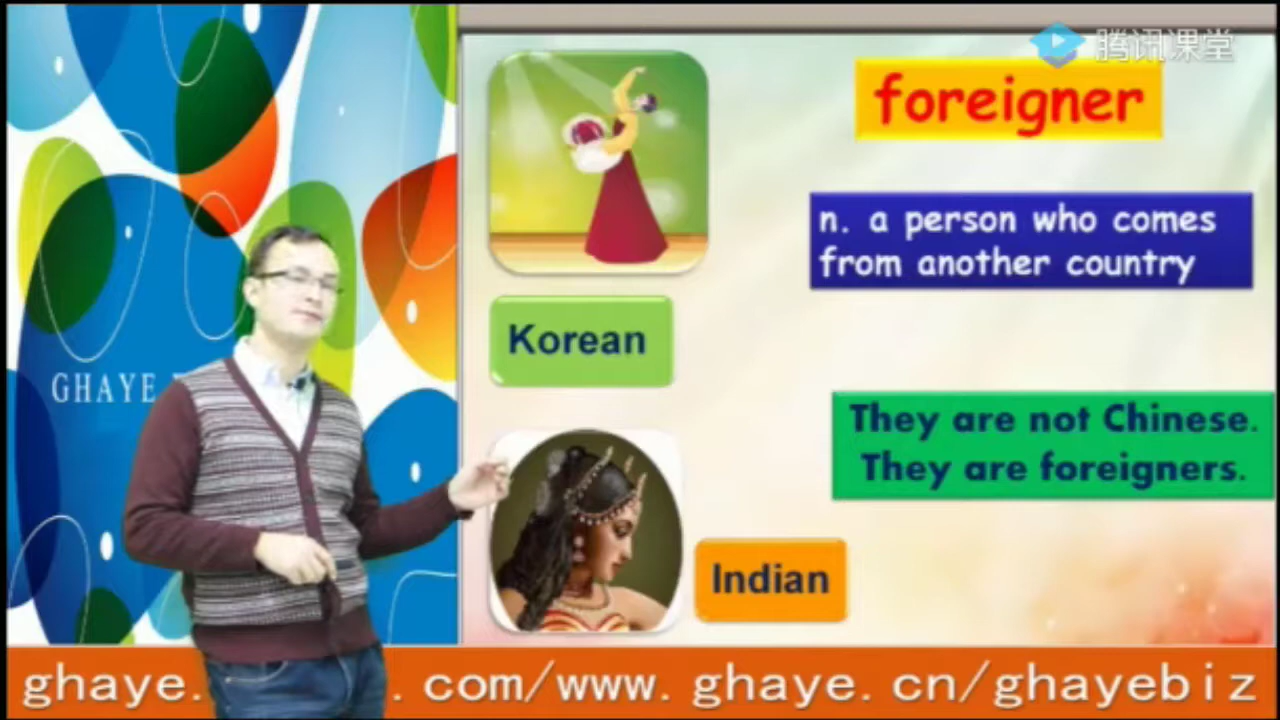 腾讯课堂
foreigner
n. a person who comes
from another country
Korean
GHAYE
They are not Chinese.
They are foreigners.
Indian
ghaye. . com/www. ghaye. cn/ghayebiz